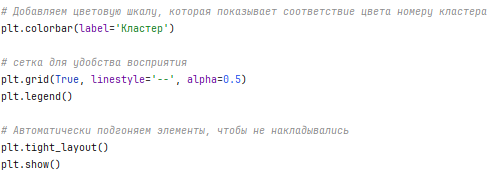 # Добавляем цветовую шкалу, которая показывает соответствие цвета номеру кластера
plt.colorbar(label='Кластер')
# сетка для удобства восприятия
plt.grid(True, linestyle='--', alpha=0.5)
plt.legend()
# Автоматически подгоняем элементы, чтобы не накладывались
plt.tight_layout()
plt.show()